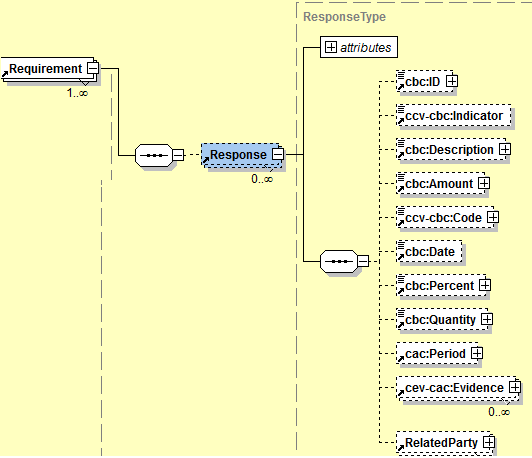 ResponseType
attributes
Requirement
1..∞
Response
0..∞
cbc:ID
ccv-cbc:Indicator
cbc:Description
cbc:Amount
ccv-cbc:Code
cbc:Date
cbc:Percent
cbc:Quantity
cac:Period
cev-cac:Evidence
0..∞
RelatedParty